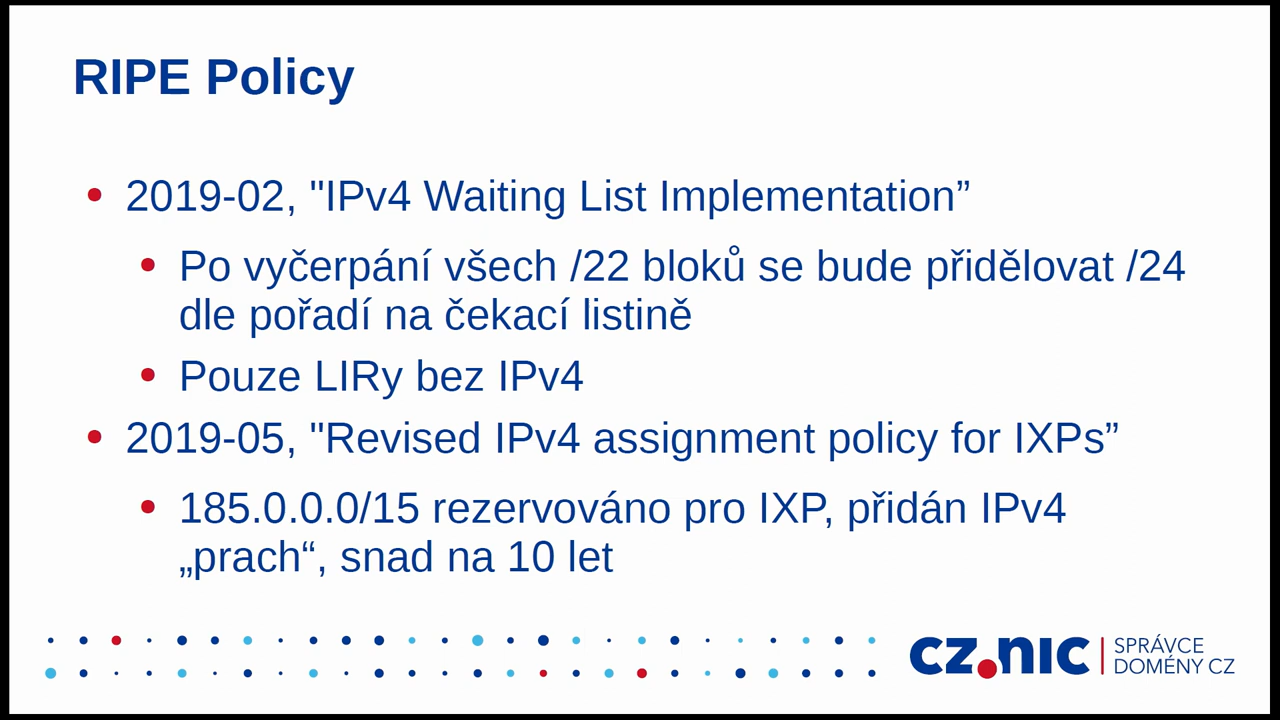 RIPE Policy
2019-02, "IPv4 Waiting List Implementation”
Po vyčerpání všech /22 bloků se bude přidělovat /24
dle pořadí na čekací listině
Pouze LIRy bez IPv4
2019-05, "Revised IPv4 assignment policy for IXPs”
185.0.0.0/15 rezervováno pro IXP, přidán IPv4
„prach“, snad na 10 let
cz.nic
SPRÁVCE
DOMÉNY CZ